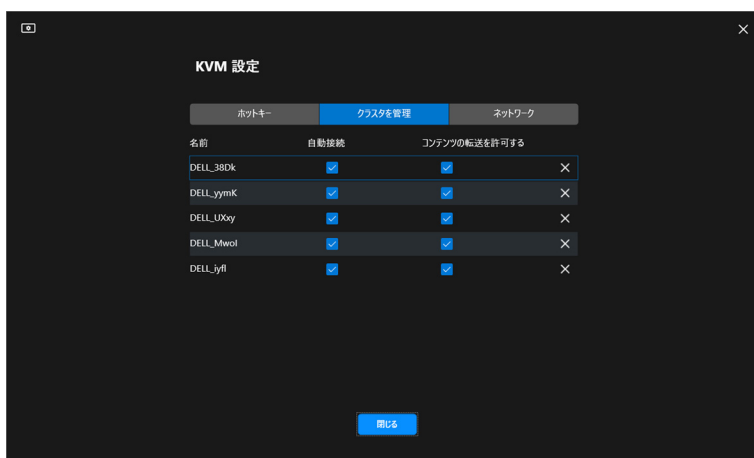 KVM 設定
ホットキー クラスタを管理 ネットワーク
名前 自動接続 コンテンツの転送を許可する
DELL_38Dk
DELL_yymK
DELL_UXxy
DELL_MwoI
DELL_iyfl
閉じる